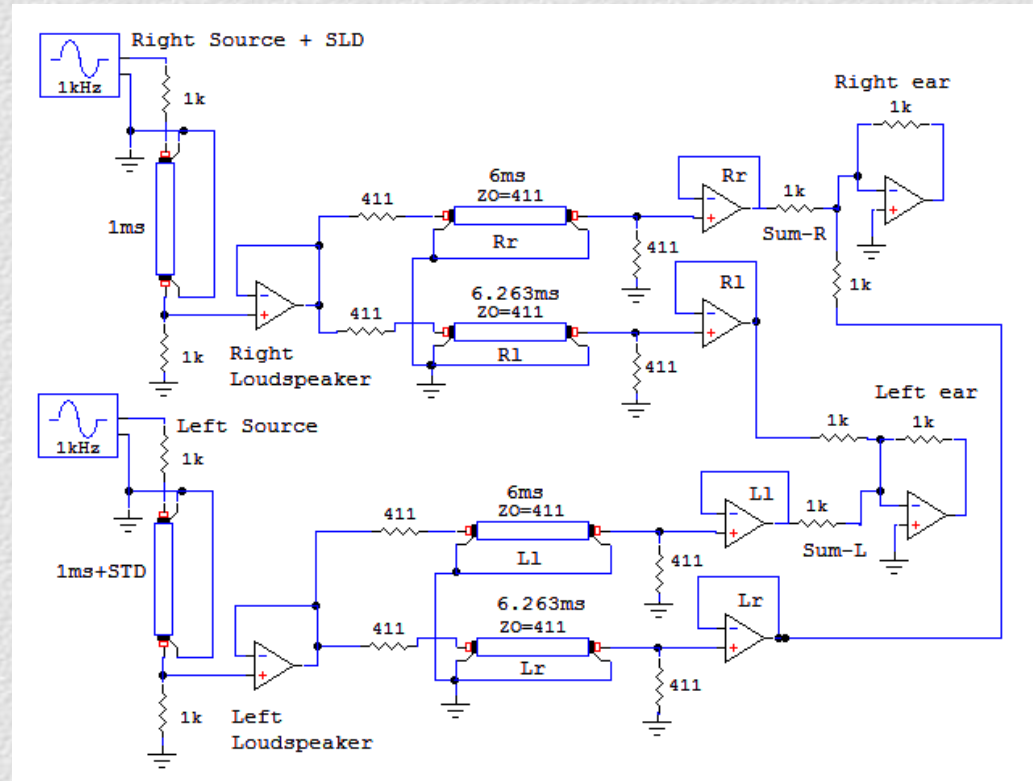 Right Source + SLD
1kHz
1k
Right ear
1k
6ms
ZO=411
Rr
1k
411
1ms
Rr
411
Sum-R
Rl
1k
6.263ms
ZO=411
411
Rl
411
1k
Right
Loudspeaker
Left ear
1kHz
Left Source
1k
1k
1k
6ms
ZO=411
Ll
1k
411
1ms+STD
Ll
411
Sum-L
6.263ms
ZO=411
Lr
411
Lr
411
1k
Left
Loudspeaker